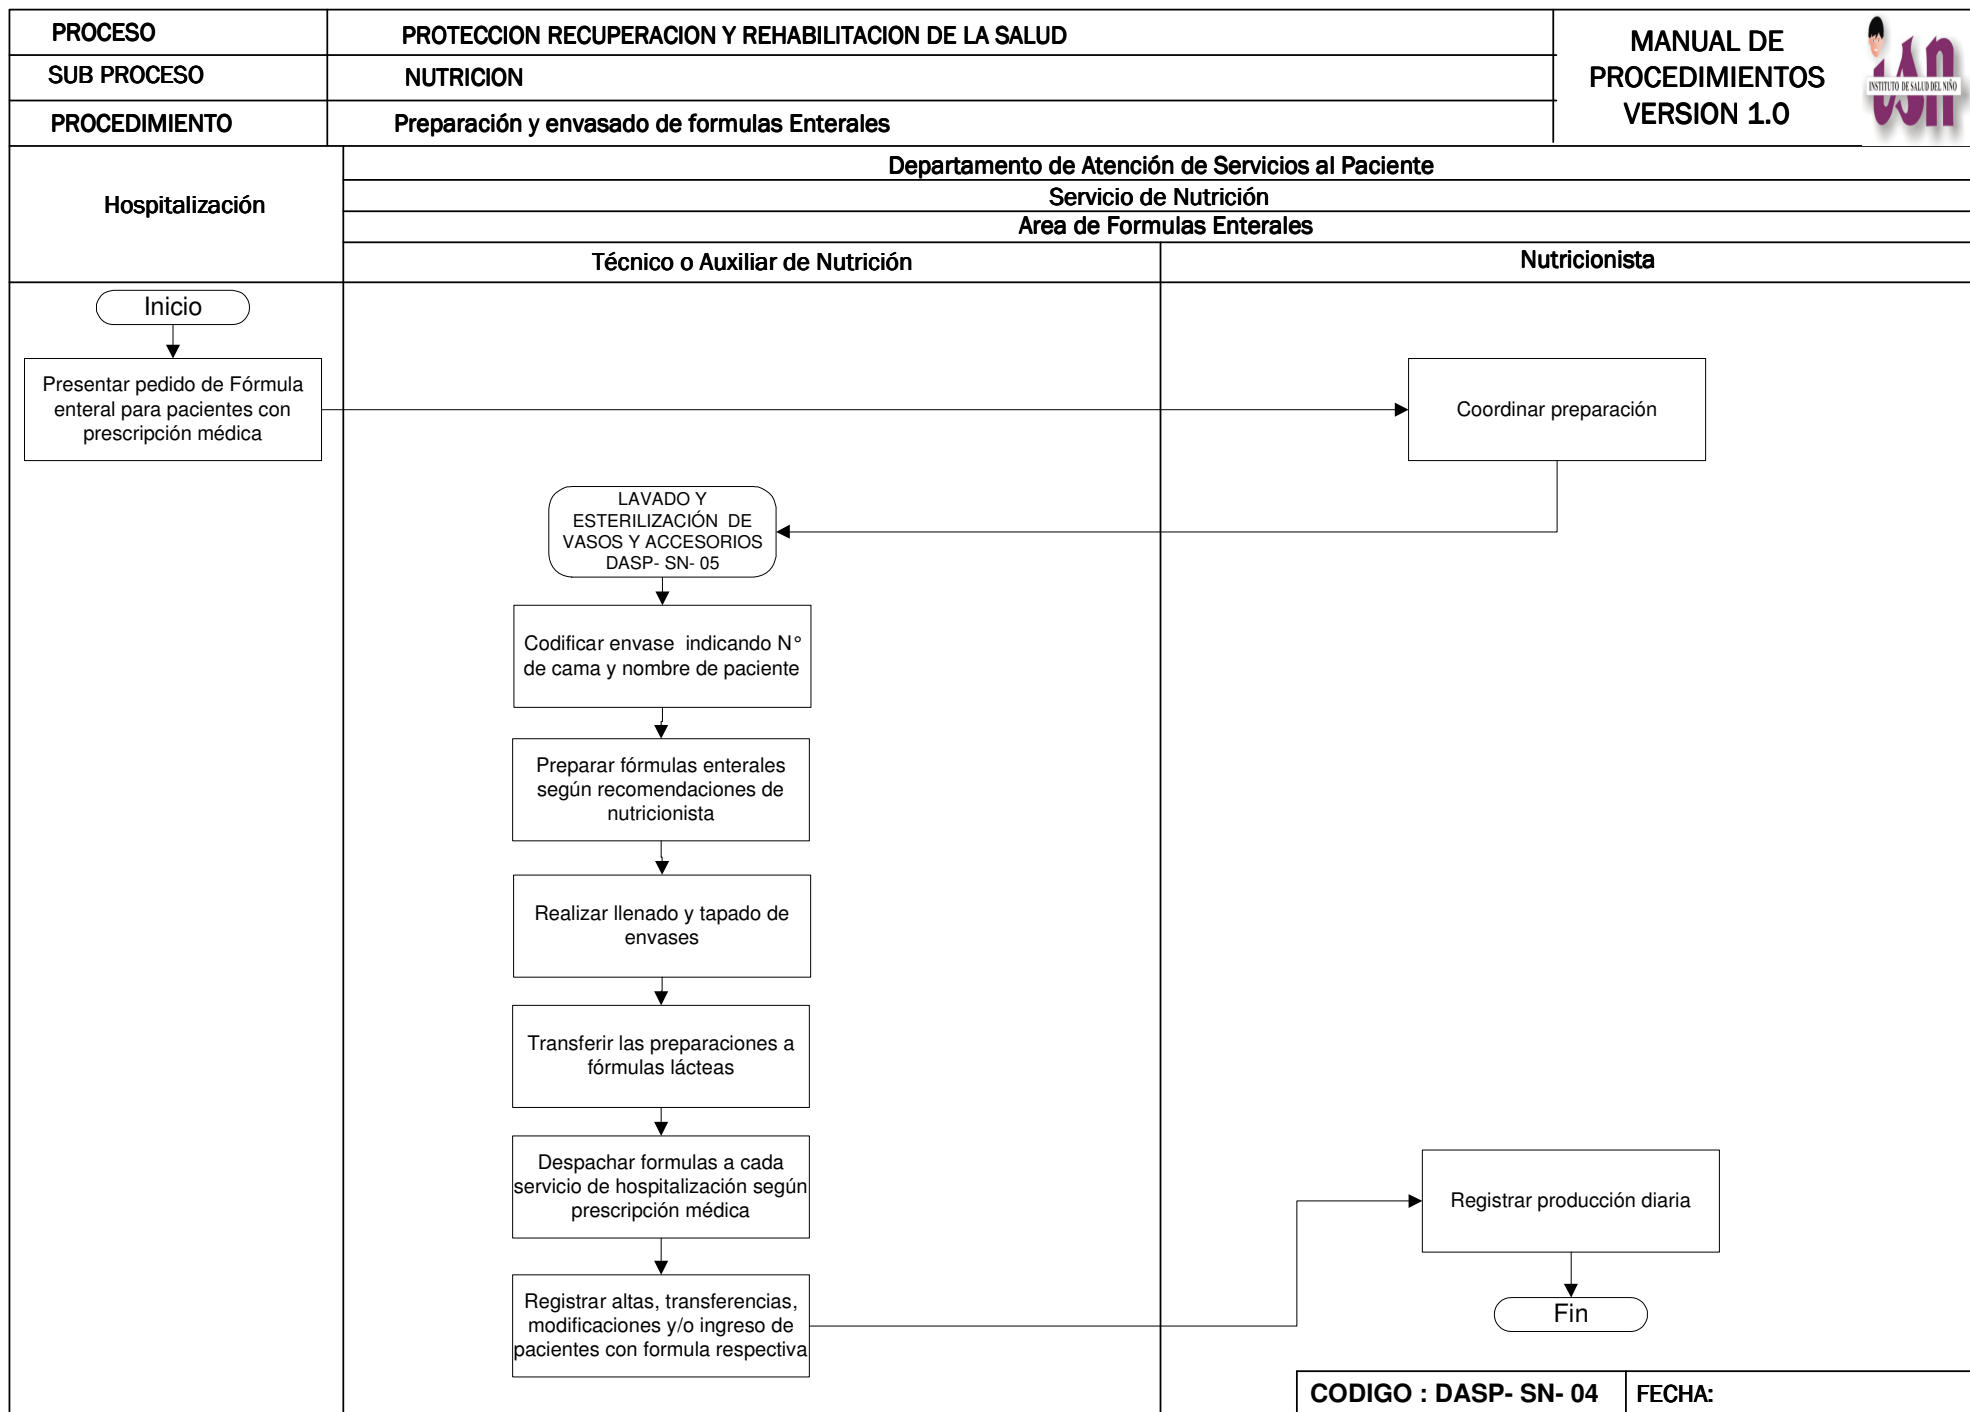 PROCESO
PROTECCION RECUPERACION Y REHABILITACION DE LA SALUD
SUB PROCESO
NUTRICION
PROCEDIMIENTO
Preparación y envasado de formulas Enterales
MANUAL DE
PROCEDIMIENTOS
VERSION 1.0
isn
INSTITUTO DE SALUD DEL NIÑO
Hospitalización
Departamento de Atención de Servicios al Paciente
Servicio de Nutrición
Area de Formulas Enterales
Técnico o Auxiliar de Nutrición
Nutricionista
Inicio
Presentar pedido de Fórmula
enteral para pacientes con
prescripción médica
Coordinar preparación
LAVADO Y
ESTERILIZACIÓN DE
VASOS Y ACCESORIOS
DASP- SN- 05
Codificar envase indicando N°
de cama y nombre de paciente
Preparar fórmulas enterales
según recomendaciones de
nutricionista
Realizar llenado y tapado de
envases
Transferir las preparaciones a
fórmulas lácteas
Despachar formulas a cada
servicio de hospitalización según
prescripción médica
Registrar altas, transferencias,
modificaciones y/o ingreso de
pacientes con formula respectiva
Registrar producción diaria
Fin
CODIGO : DASP- SN- 04
FECHA: